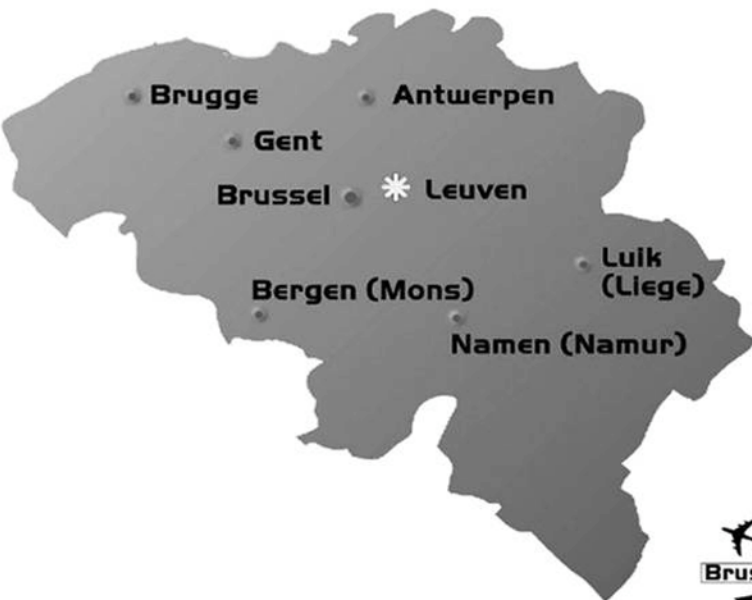 Brugge
Antwerpen
Gent
Brussel
Leuven
Luik
(Liege)
Bergen (Mons)
Namen (Namur)